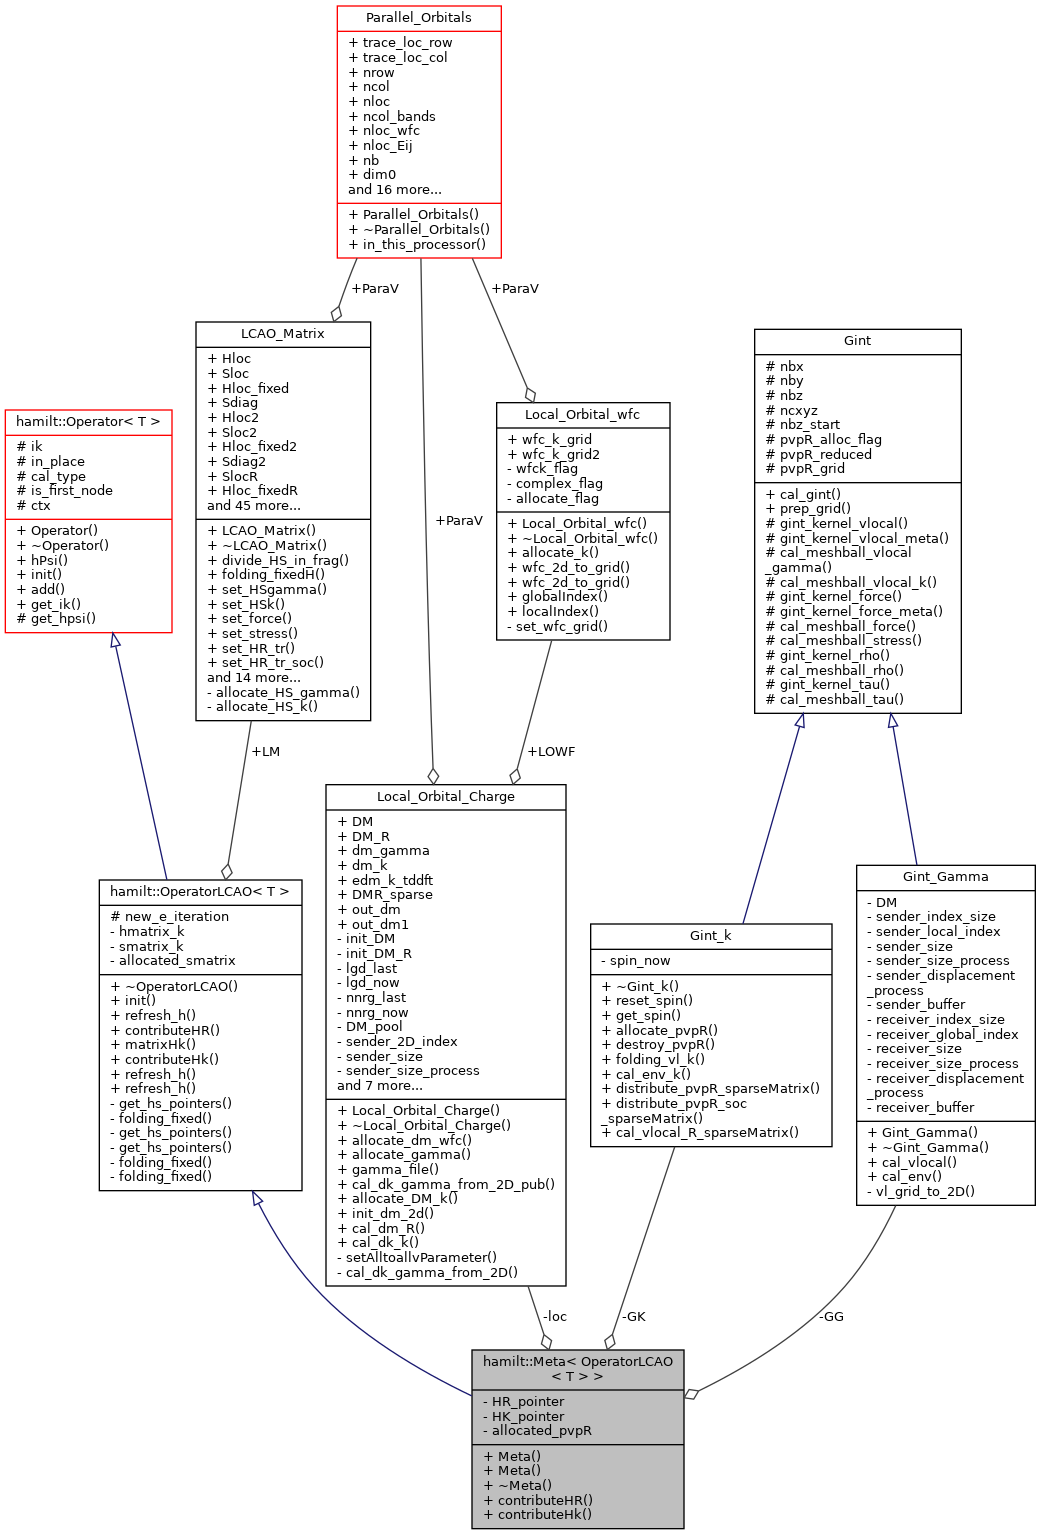 Parallel_Orbitals
+ trace_loc_row
+ trace_loc_col
+ nrow
+ ncol
+ nloc
+ ncol_bands
+ nloc_wfc
+ nloc_Eij
+ nb
+ dim0
and 16 more...
+ Parallel_Orbitals()
+ ~Parallel_Orbitals()
+ in_this_processor()
+ParaV
+ParaV
+ParaV
LCAO_Matrix
+ Hloc
+ Sloc
+ Hloc_fixed
+ Sdiag
+ Hloc2
+ Sloc2
+ Hloc_fixed2
+ Sdiag2
+ SlocR
+ Hloc_fixedR
and 45 more...
+ LCAO_Matrix()
+ ~LCAO_Matrix()
+ divide_HS_in_frag()
+ folding_fixedH()
+ set_HSgamma()
+ set_HSk()
+ set_force()
+ set_stress()
+ set_HR_tr()
+ set_HR_tr_soc()
and 14 more...
- allocate_HS_gamma()
- allocate_HS_k()
hamilt::Operator< T >
# ik
# in_place
# cal_type
# is_first_node
# ctx
+ Operator()
+ ~Operator()
+ hPsi()
+ init()
+ add()
+ get_ik()
# get_hpsi()
Local_Orbital_wfc
+ wfc_k_grid
+ wfc_k_grid2
- wfck_flag
- complex_flag
- allocate_flag
+ Local_Orbital_wfc()
+ ~Local_Orbital_wfc()
+ allocate_k()
+ wfc_2d_to_grid()
+ wfc_2d_to_grid()
+ globalIndex()
+ localIndex()
- set_wfc_grid()
Gint
# nbx
# nby
# nbz
# ncxyz
# nbz_start
# pvpR_alloc_flag
# pvpR_reduced
# pvpR_grid
+ cal_gint()
+ prep_grid()
# gint_kernel_vlocal()
# gint_kernel_vlocal_meta()
# cal_meshball_vlocal
_gamma()
# cal_meshball_vlocal_k()
# gint_kernel_force()
# gint_kernel_force_meta()
# cal_meshball_force()
# cal_meshball_stress()
# gint_kernel_rho()
# cal_meshball_rho()
# gint_kernel_tau()
# cal_meshball_tau()
+LM
+LOWF
hamilt::OperatorLCAO< T >
# new_e_iteration
- hmatrix_k
- smatrix_k
- allocated_smatrix
+ ~OperatorLCAO()
+ init()
+ refresh_h()
+ contributeHR()
+ matrixHk()
+ contributeHk()
+ refresh_h()
+ refresh_h()
- get_hs_pointers()
- folding_fixed()
- get_hs_pointers()
- get_hs_pointers()
- folding_fixed()
- folding_fixed()
Local_Orbital_Charge
+ DM
+ DM_R
+ dm_gamma
+ dm_k
+ edm_k_tddft
+ DMR_sparse
+ out_dm
+ out_dm1
- init_DM
- init_DM_R
- lgd_last
- lgd_now
- nnrg_last
- nnrg_now
- DM_pool
- sender_2D_index
- sender_size
- sender_size_process
and 7 more...
+ Local_Orbital_Charge()
+ ~Local_Orbital_Charge()
+ allocate_dm_wfc()
+ allocate_gamma()
+ gamma_file()
+ cal_dk_gamma_from_2D_pub()
+ allocate_DM_k()
+ init_dm_2d()
+ cal_dm_R()
+ cal_dk_k()
- setAlltoallvParameter()
- cal_dk_gamma_from_2D()
Gint_k
- spin_now
+ ~Gint_k()
+ reset_spin()
+ get_spin()
+ allocate_pvpR()
+ destroy_pvpR()
+ folding_vl_k()
+ cal_env_k()
+ distribute_pvpR_sparseMatrix()
+ distribute_pvpR_soc
_sparseMatrix()
+ cal_vlocal_R_sparseMatrix()
Gint_Gamma
- DM
- sender_index_size
- sender_local_index
- sender_size
- sender_size_process
- sender_displacement
_process
- sender_buffer
- receiver_index_size
- receiver_global_index
- receiver_size
- receiver_size_process
- receiver_displacement
_process
- receiver_buffer
+ Gint_Gamma()
+ ~Gint_Gamma()
+ cal_vlocal()
+ cal_env()
- vl_grid_to_2D()
-loc
-GK
-GG
hamilt::Meta< OperatorLCAO
< T > >
- HR_pointer
- HK_pointer
- allocated_pvpR
+ Meta()
+ Meta()
+ ~Meta()
+ contributeHR()
+ contributeHk()